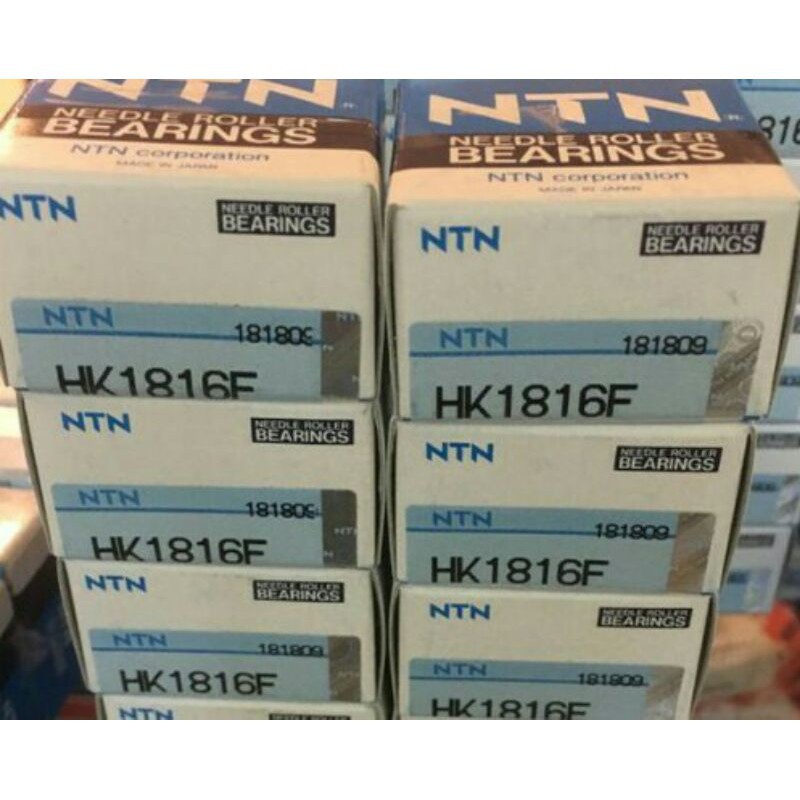 NTN
NEEDLE ROLLER
BEARINGS
NTN corporation
MADE IN JAPAN
NTN
NEEDLE ROLLER
BEARINGS
NTN
181809
HK1816F
NTN
NEEDLE ROLLER
BEARINGS
NTN
181809
HK1816F
NTN
NEEDLE ROLLER
BEARINGS
NTN
181809
HK1816F
NTN
NEEDLE ROLLER
NTN
NEEDLE ROLLER
BEARINGS
NTN corporation
MADE IN JAPAN
NTN
NEEDLE ROLLER
BEARINGS
NTN
181809
HK1816F
NTN
NEEDLE ROLLER
BEARINGS
NTN
181809
HK1816F
NTN
NEEDLE ROLLER
BEARINGS
NTN
181809
HK1816F
816